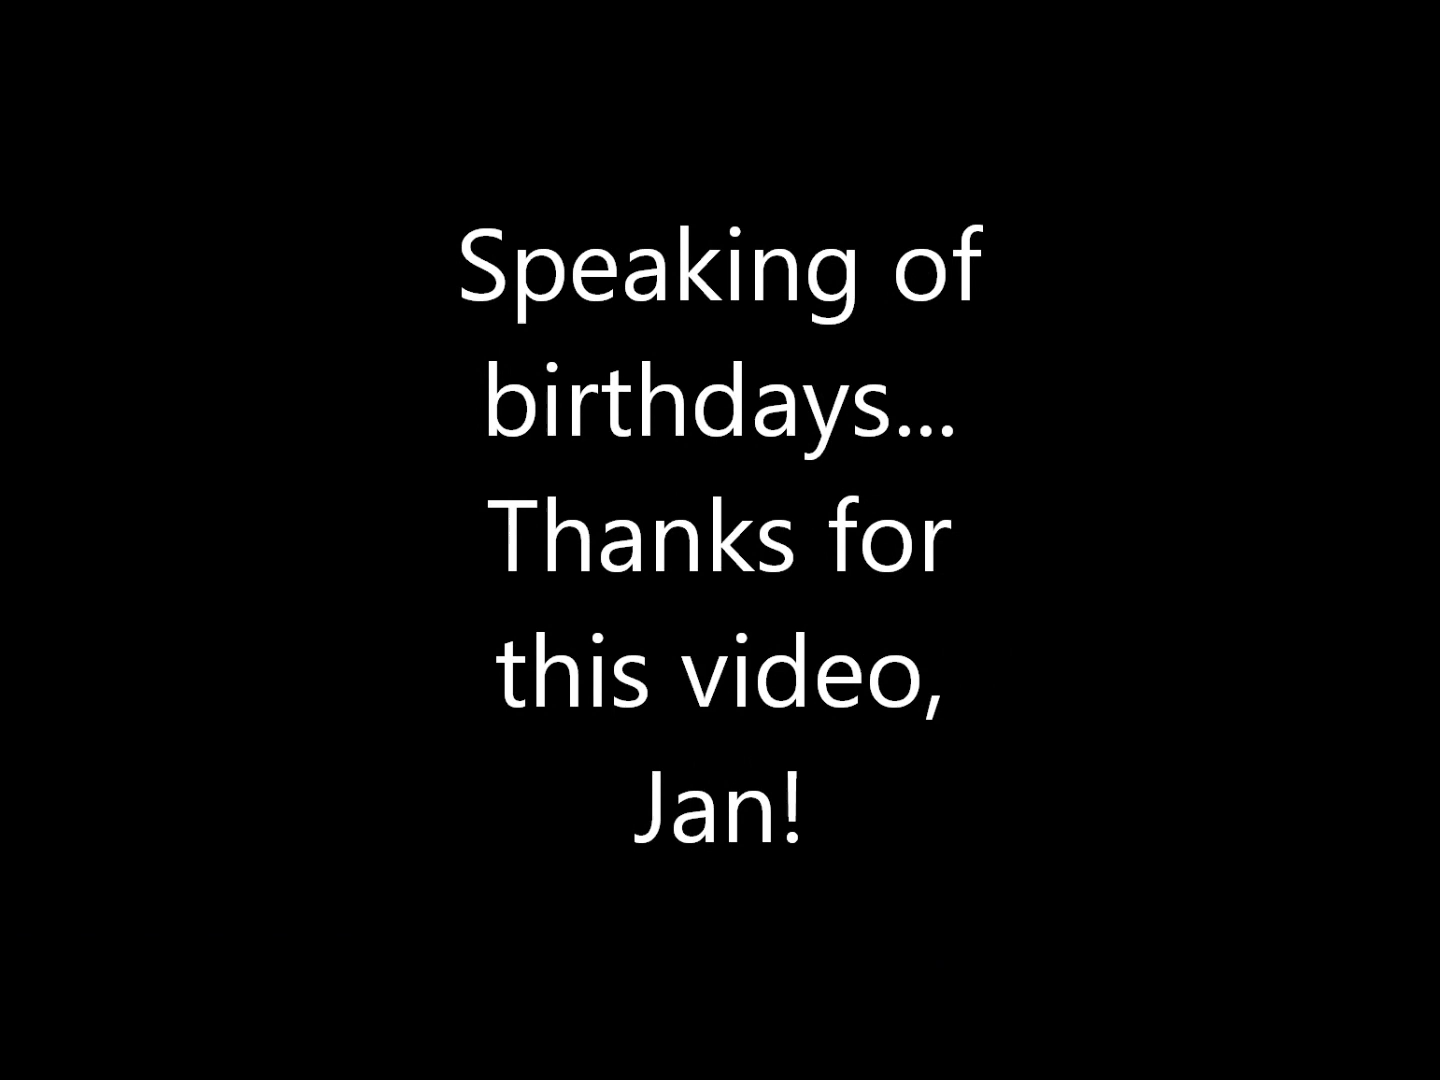 Speaking of
birthdays...
Thanks for
this video,
Jan!